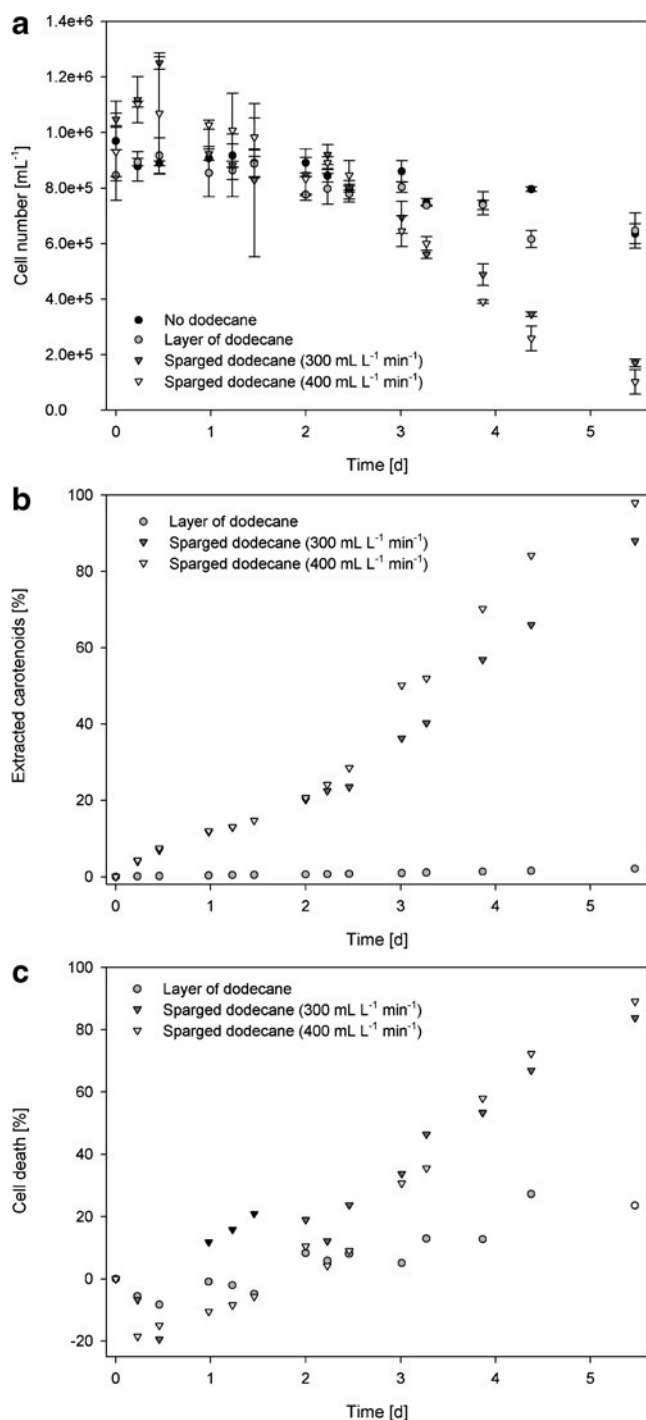 a
1.4e+6
1.2e+6
1.0e+6
8.0e+5
6.0e+5
4.0e+5
2.0e+5
0.0
Cell number [mL⁻¹]
No dodecane
Layer of dodecane
Sparged dodecane (300 mL L⁻¹ min⁻¹)
Sparged dodecane (400 mL L⁻¹ min⁻¹)
0 1 2 3 4 5
Time [d]
b
100
80
60
40
20
0
Extracted carotenoids [%]
Layer of dodecane
Sparged dodecane (300 mL L⁻¹ min⁻¹)
Sparged dodecane (400 mL L⁻¹ min⁻¹)
0 1 2 3 4 5
Time [d]
c
100
80
60
40
20
0
-20
Cell death [%]
Layer of dodecane
Sparged dodecane (300 mL L⁻¹ min⁻¹)
Sparged dodecane (400 mL L⁻¹ min⁻¹)
0 1 2 3 4 5
Time [d]